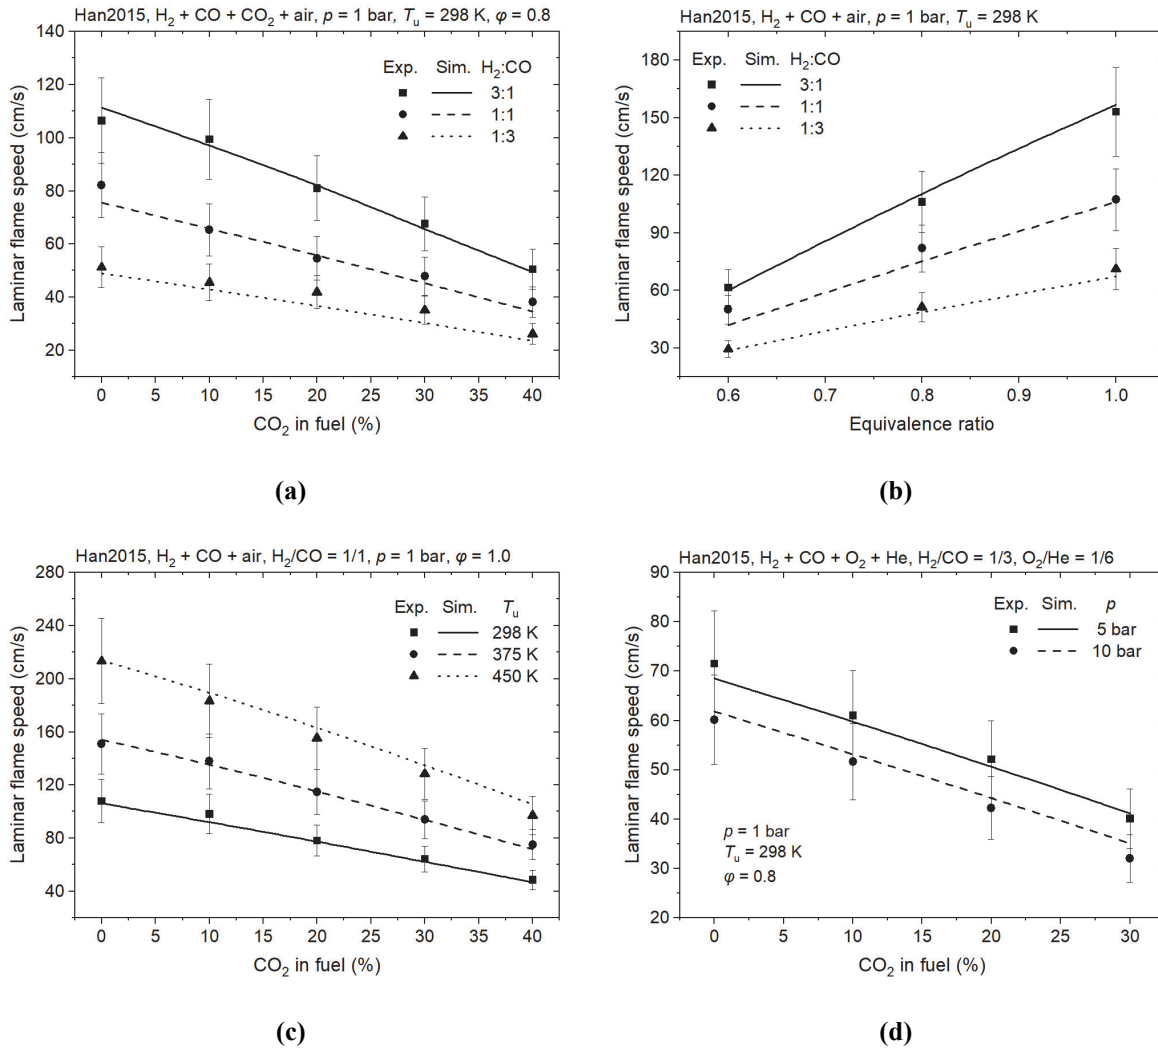 Han2015, H₂ + CO + CO₂ + air, p = 1 bar, Tᵤ = 298 K, φ = 0.8
140
120
100
80
60
40
20
Laminar flame speed (cm/s)
Exp. Sim. H₂:CO
3:1
1:1
1:3
0 5 10 15 20 25 30 35 40
CO₂ in fuel (%)
(a)
Han2015, H₂ + CO + air, p = 1 bar, Tᵤ = 298 K
180
150
120
90
60
30
Laminar flame speed (cm/s)
Exp. Sim. H₂:CO
3:1
1:1
1:3
0.6 0.7 0.8 0.9 1.0
Equivalence ratio
(b)
Han2015, H₂ + CO + air, H₂/CO = 1/1, p = 1 bar, φ = 1.0
280
240
200
160
120
80
40
Laminar flame speed (cm/s)
Exp. Sim. Tᵤ
298 K
375 K
450 K
0 5 10 15 20 25 30 35 40
CO₂ in fuel (%)
(c)
Han2015, H₂ + CO + O₂ + He, H₂/CO = 1/3, O₂/He = 1/6
90
80
70
60
50
40
30
20
Laminar flame speed (cm/s)
Exp. Sim. p
5 bar
10 bar
p = 1 bar
Tᵤ = 298 K
φ = 0.8
0 5 10 15 20 25 30
CO₂ in fuel (%)
(d)